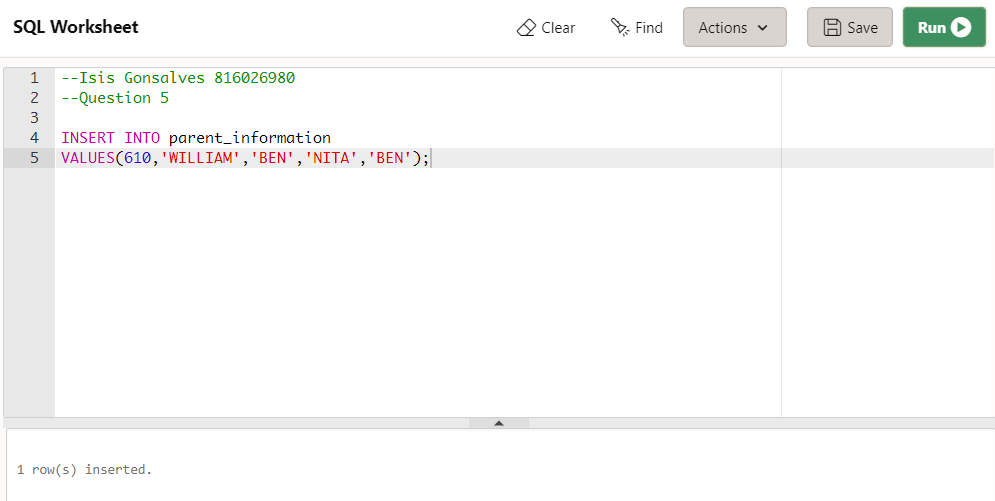 SQL Worksheet Clear Find Actions Save Run
1 --Isis Gonsalves 816026980
2 --Question 5
3
4 INSERT INTO parent_information
5 VALUES(610,'WILLIAM','BEN','NITA','BEN');
1 row(s) inserted.